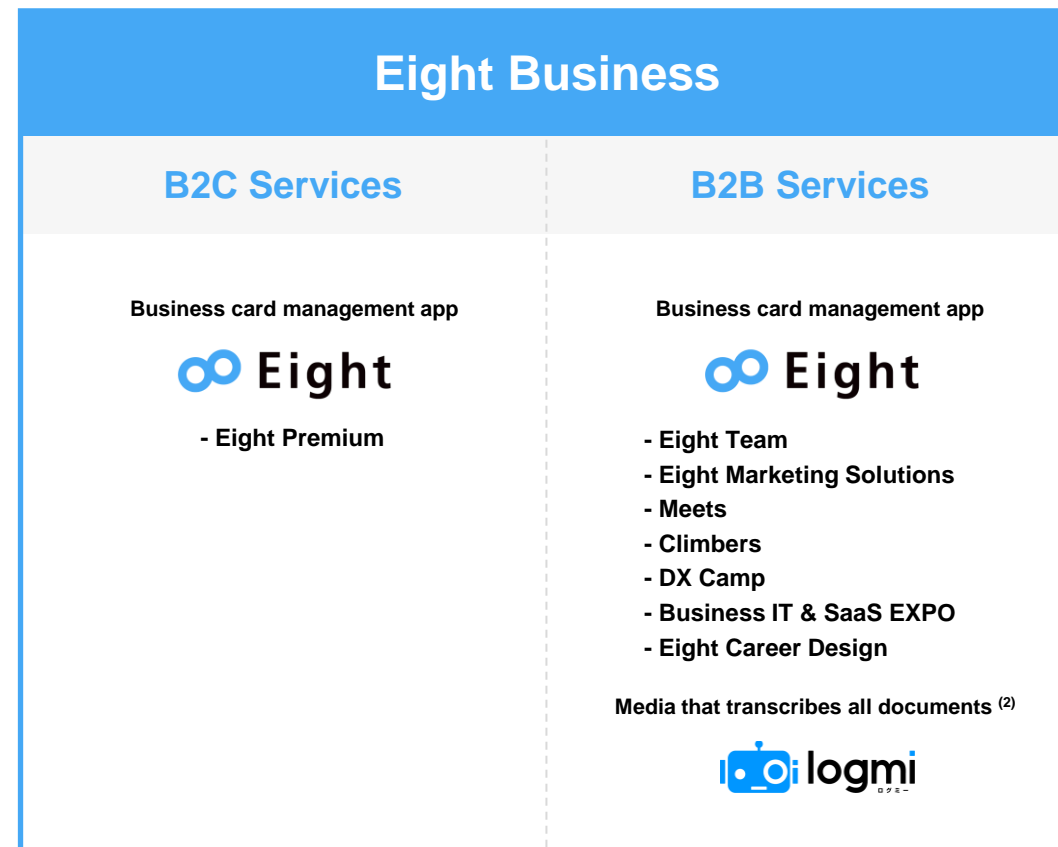 Eight Business
B2C Services
Business card management app
Eight
- Eight Premium
B2B Services
Business card management app
Eight
- Eight Team
- Eight Marketing Solutions
- Meets
- Climbers
- DX Camp
- Business IT & SaaS EXPO
- Eight Career Design
Media that transcribes all documents (2)
logmi
ログミー